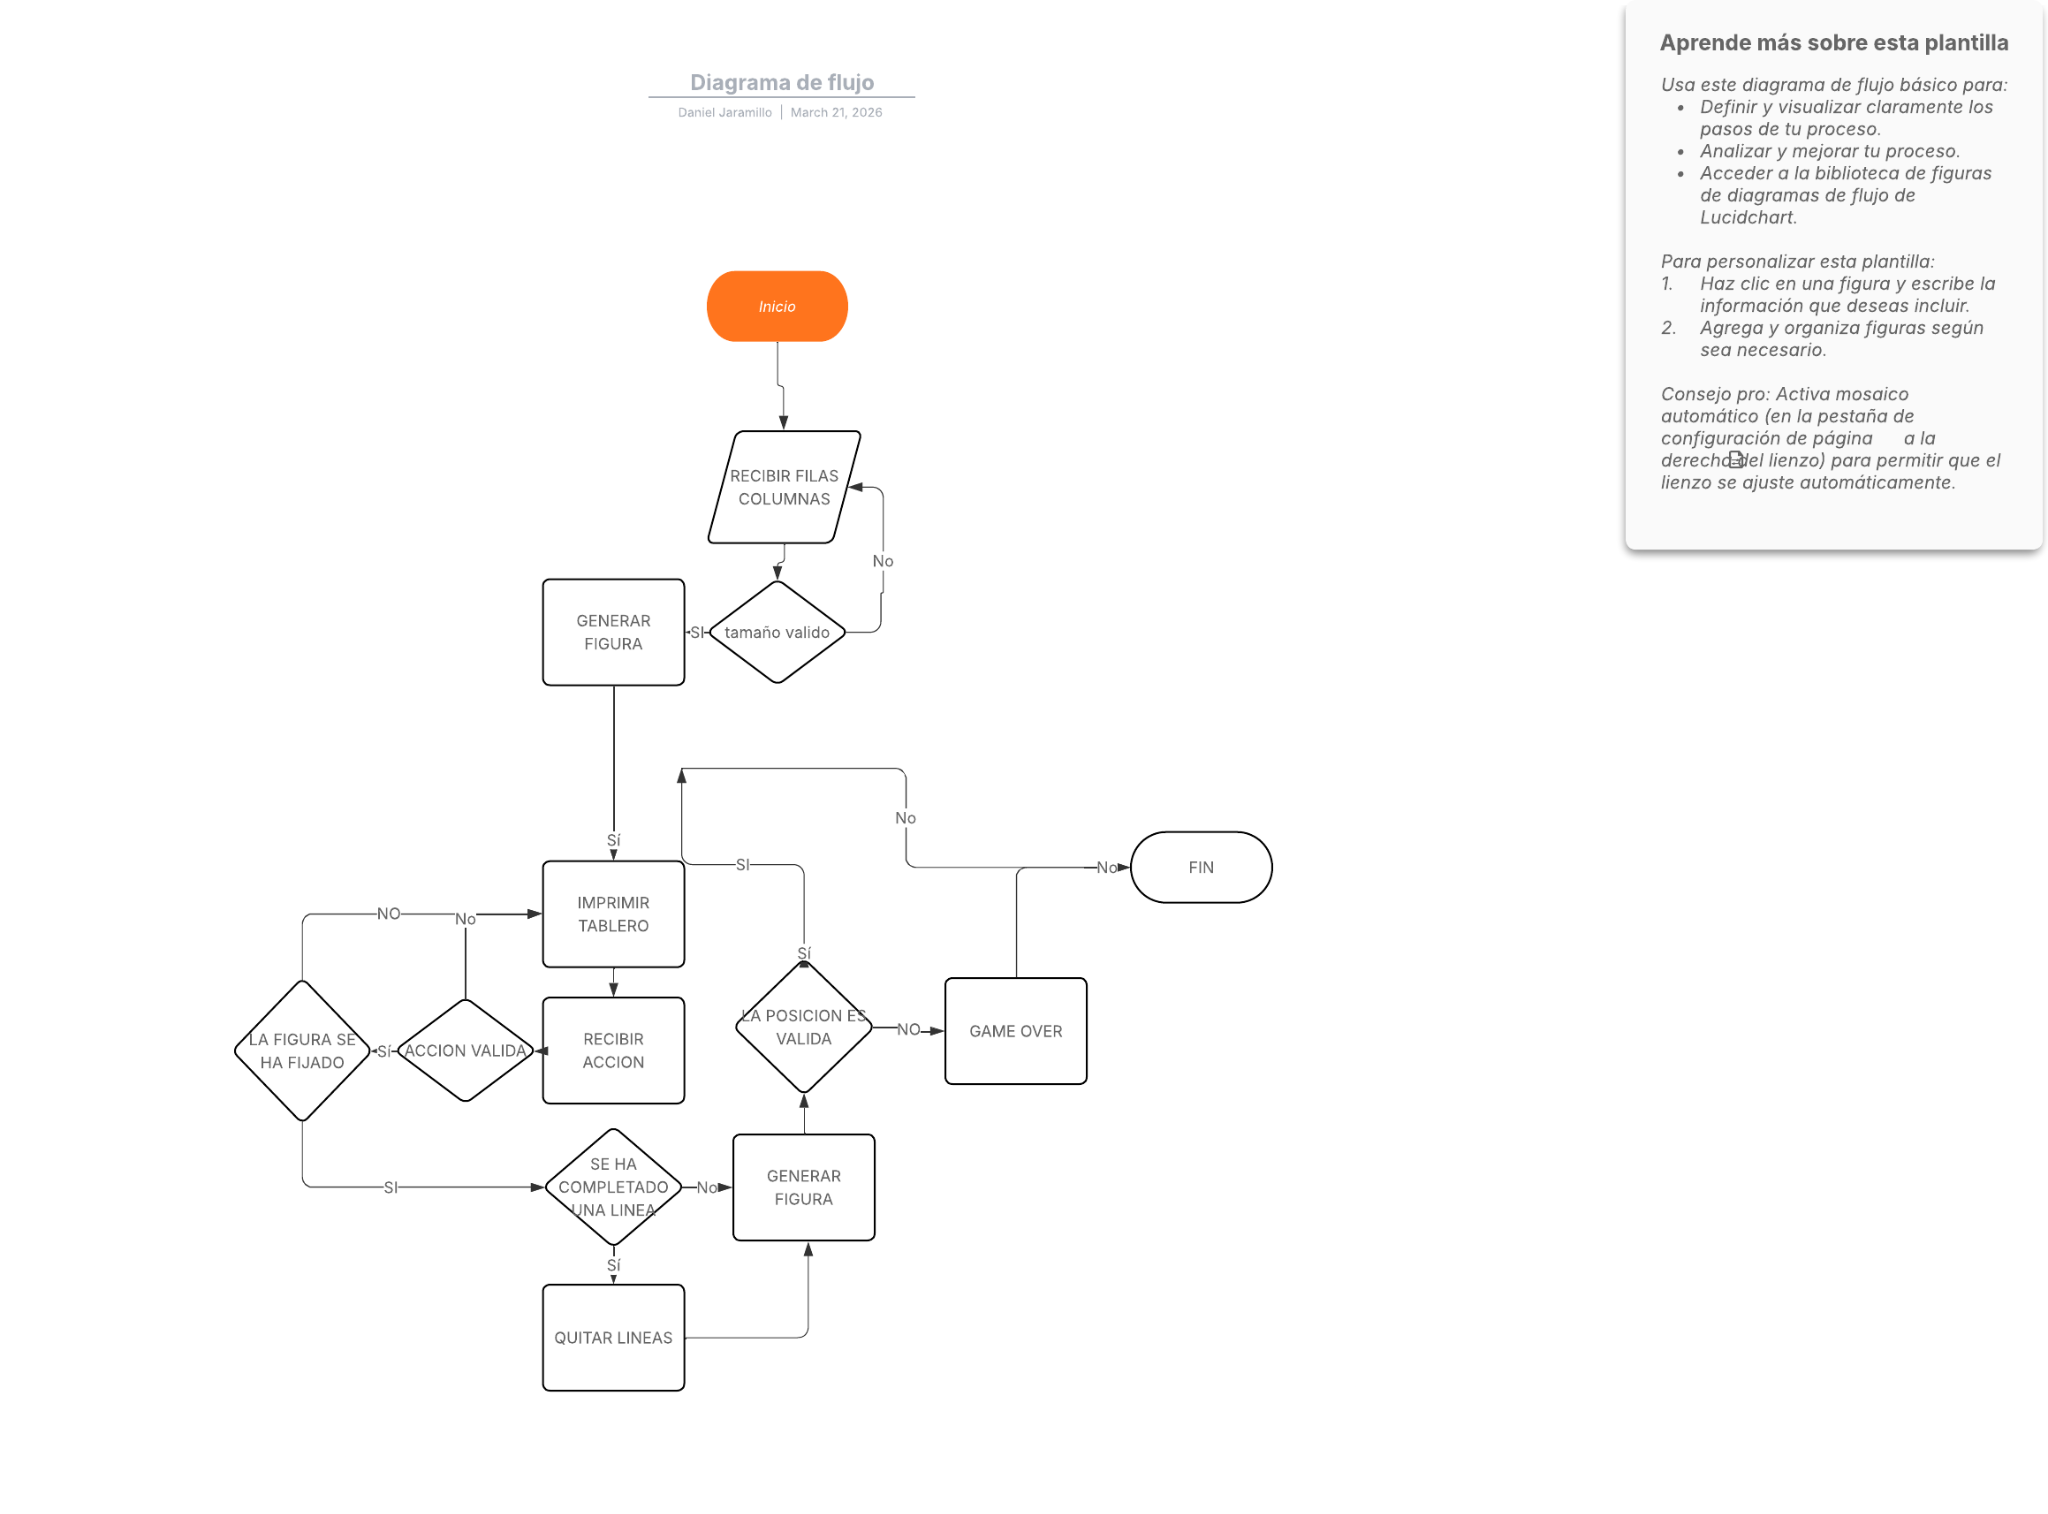 Diagrama de flujo
Daniel Jaramillo | March 21, 2026
Aprende más sobre esta plantilla
Usa este diagrama de flujo básico para:
• Definir y visualizar claramente los
pasos de tu proceso.
• Analizar y mejorar tu proceso.
• Acceder a la biblioteca de figuras
de diagramas de flujo de
Lucidchart.
Para personalizar esta plantilla:
1. Haz clic en una figura y escribe la
información que deseas incluir.
2. Agrega y organiza figuras según
sea necesario.
Consejo pro: Activa mosaico
automático (en la pestaña de
configuración de página a la
derecha del lienzo) para permitir que el
lienzo se ajuste automáticamente.
Inicio
RECIBIR FILAS
COLUMNAS
No
GENERAR
FIGURA
SI
tamaño valido
No
Sí
SI
No
FIN
IMPRIMIR
TABLERO
NO
No
Sí
LA POSICION ES
VALIDA
NO
GAME OVER
LA FIGURA SE
HA FIJADO
Sí
ACCION VALIDA
RECIBIR
ACCION
SI
SE HA
COMPLETADO
UNA LINEA
No
GENERAR
FIGURA
Sí
QUITAR LINEAS